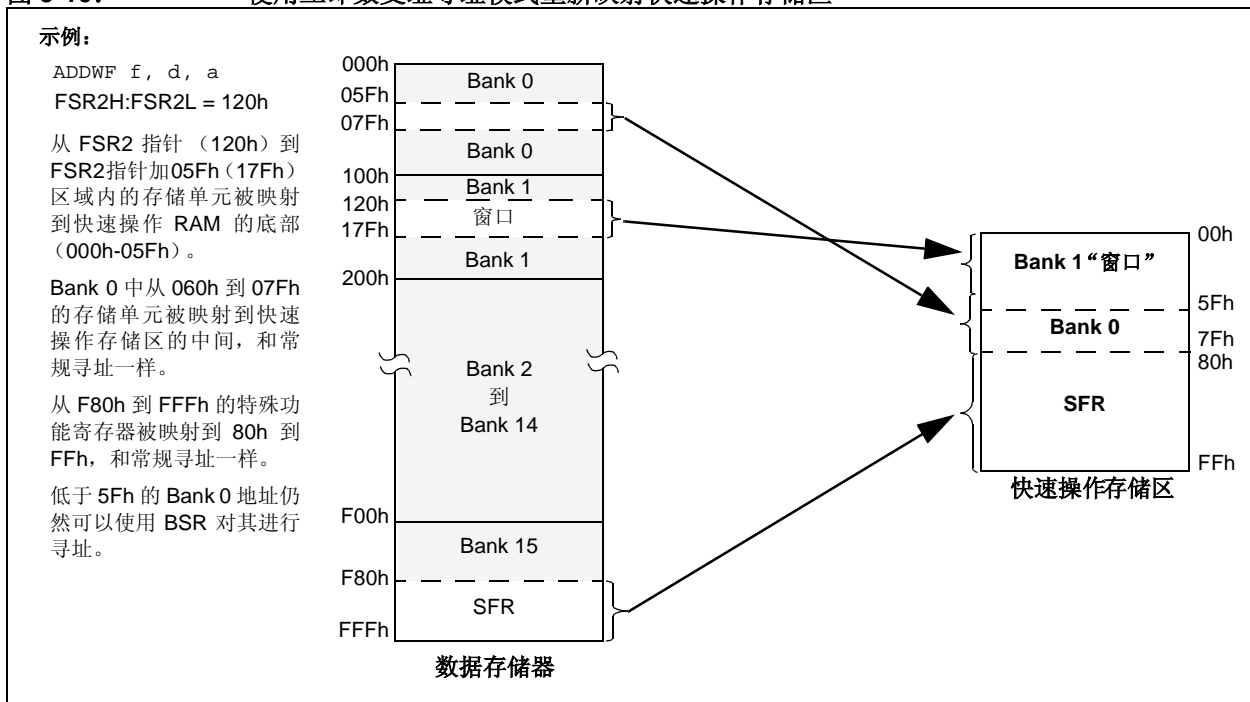 使用立即数变址寻址模式重新映射快速操作存储区
示例：
ADDWF f, d, a
FSR2H:FSR2L = 120h
从 FSR2 指针 （120h）到
FSR2指针加05Fh（17Fh）
区域内的存储单元被映射
到快速操作 RAM 的底部
（000h-05Fh）。
Bank 0 中从 060h 到 07Fh
的存储单元被映射到快速
操作存储区的中间，和常
规寻址一样。
从 F80h 到 FFFh 的特殊功
能寄存器被映射到 80h 到
FFh，和常规寻址一样。
低于 5Fh 的 Bank 0 地址仍
然可以使用 BSR 对其进行
寻址。
000h
Bank 0
05Fh
07Fh
Bank 0
100h
Bank 1
120h
窗口
17Fh
Bank 1
200h
Bank 2
到
Bank 14
F00h
Bank 15
F80h
SFR
FFFh
数据存储器
00h
Bank 1“窗口”
5Fh
Bank 0
7Fh
80h
SFR
FFh
快速操作存储区